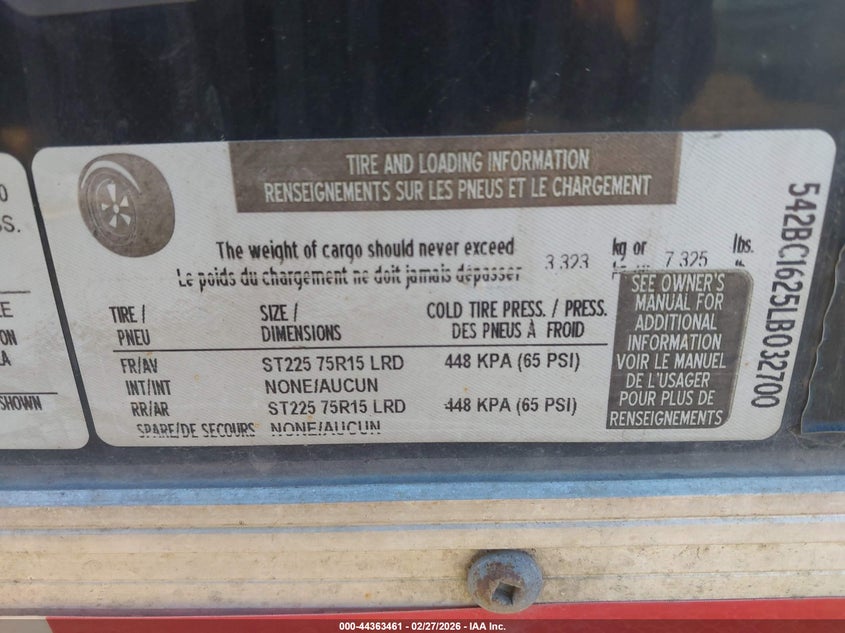 0
SS.
E
ON
LA
SHOWN
TIRE AND LOADING INFORMATION
RENSEIGNEMENTS SUR LES PNEUS ET LE CHARGEMENT
The weight of cargo should never exceed 3,323 kg or 7,325 lbs.
Le poids du chargement ne doit jamais dépasser
TIRE / SIZE / COLD TIRE PRESS. / PRESS.
PNEU DIMENSIONS DES PNEUS À FROID
FR/AV ST225 75R15 LRD 448 KPA (65 PSI)
INT/INT NONE/AUCUN
RR/AR ST225 75R15 LRD 448 KPA (65 PSI)
SPARE/DE SECOURS NONE/AUCUN
SEE OWNER'S
MANUAL FOR
ADDITIONAL
INFORMATION
VOIR LE MANUEL
DE L'USAGER
POUR PLUS DE
RENSEIGNEMENTS
542BC1625LB032700
000-44363461 - 02/27/2026 - IAA Inc.